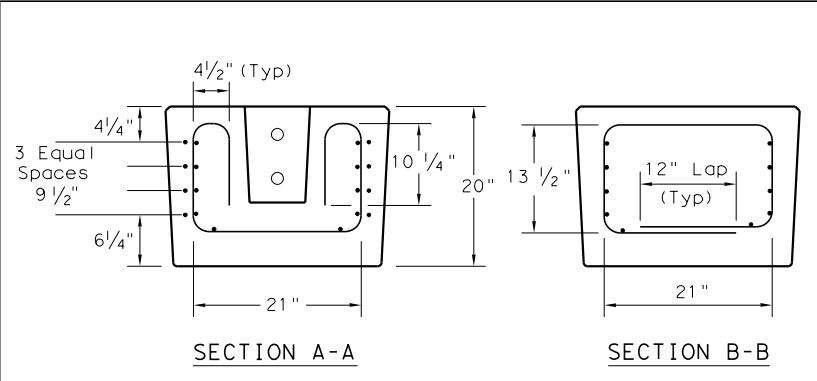 4 1/2" (Typ)
4 1/4"
3 Equal
Spaces
9 1/2"
6 1/4"
10 1/4"
20"
21"
SECTION A-A
13 1/2"
12" Lap
(Typ)
21"
SECTION B-B